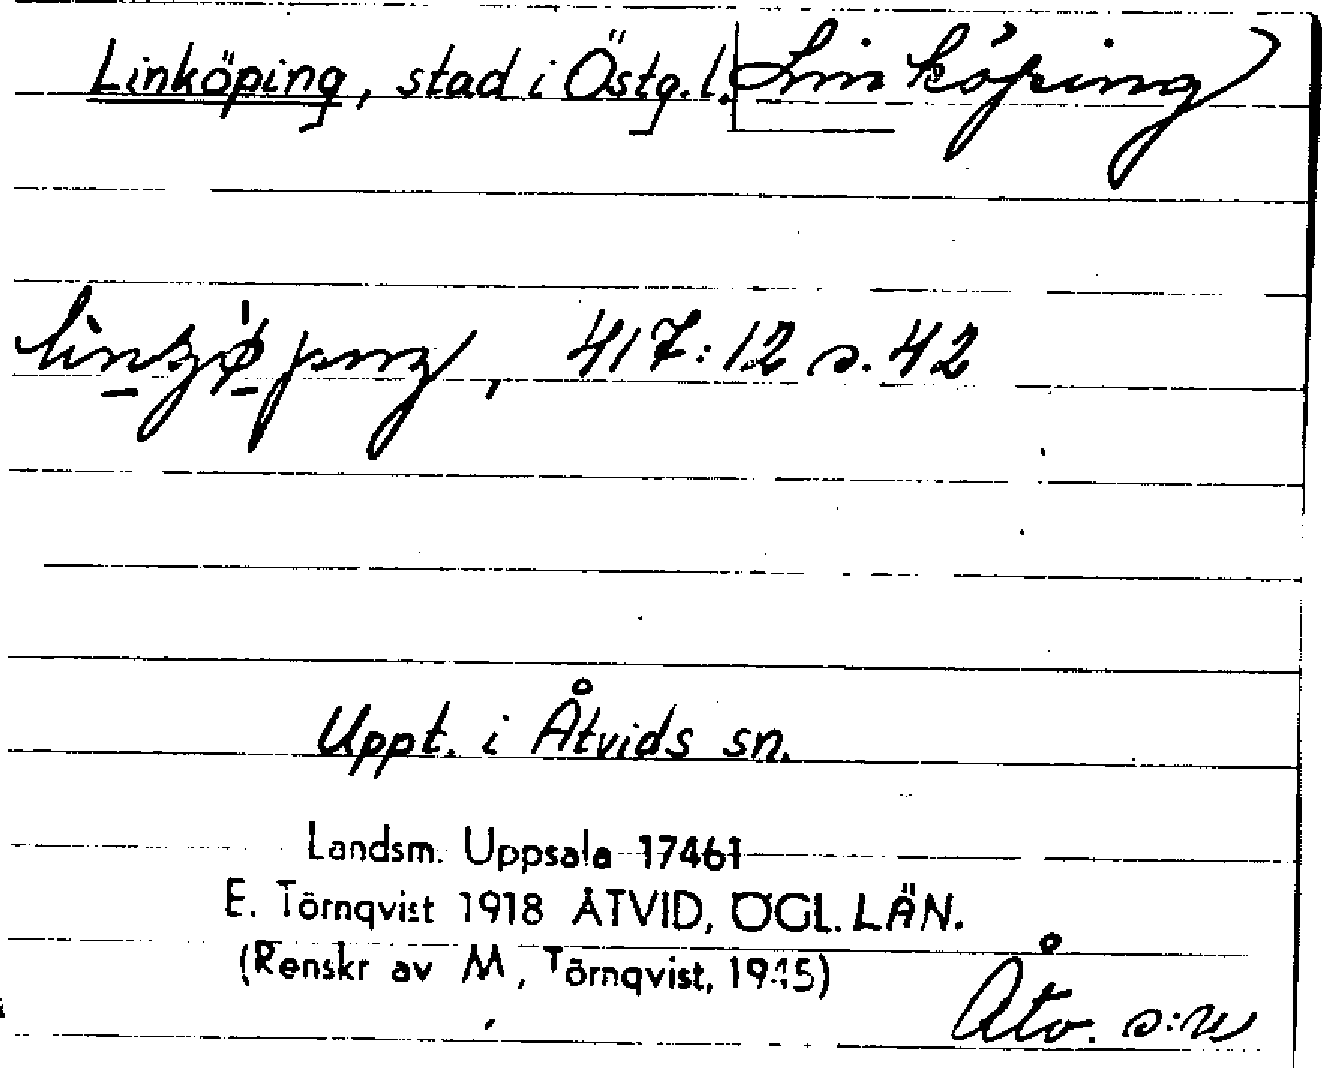 Linköping, stad i Östg.l. Linköping
417:12 s. 42
Uppt. i Åtvids sn.
Landsm. Uppsala 17461
E. Törnqvist 1918 ÅTVID, ÖGL. LÄN.
(Renskr av M, Törnqvist, 1945)
Åtv. s:n